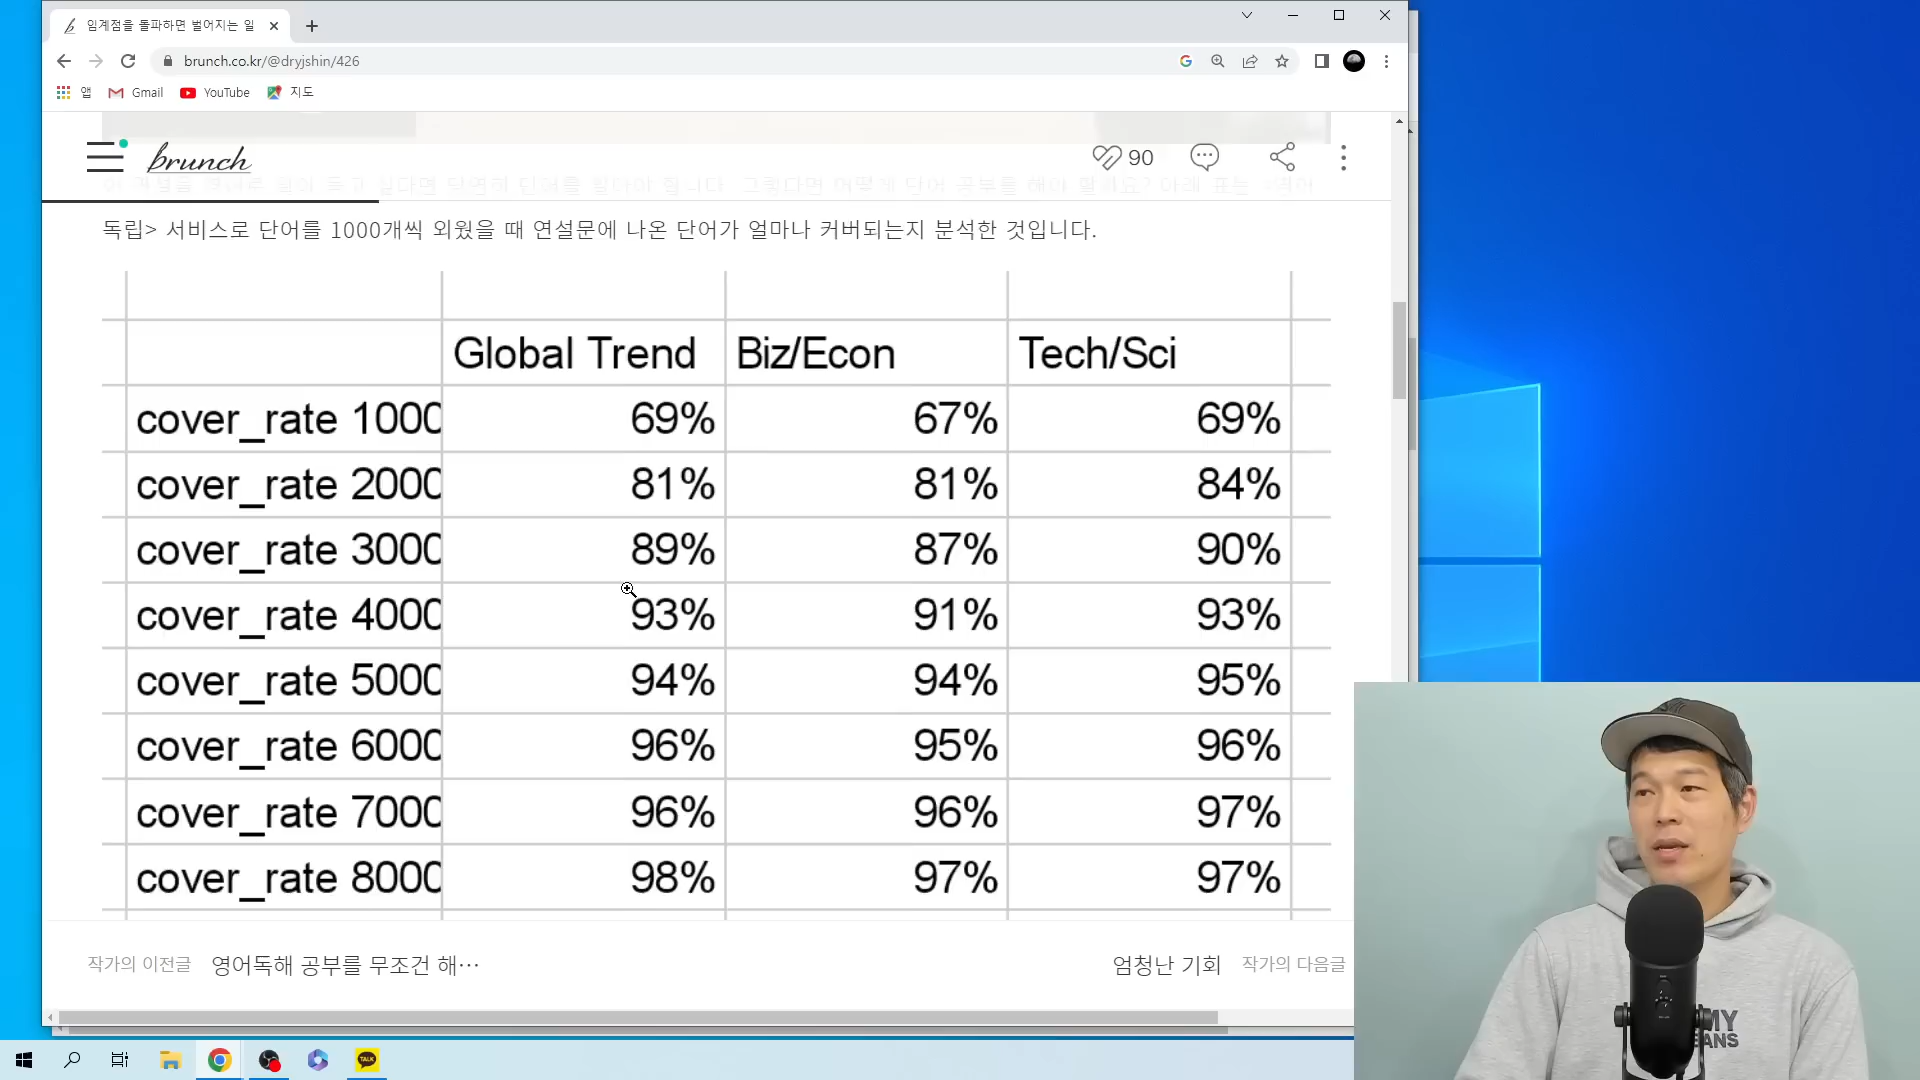 임계점을 돌파하면 벌어지는 일
brunch.co.kr/@dryjshin/426
앱 Gmail YouTube 지도
brunch 90
독립> 서비스로 단어를 1000개씩 외웠을 때 연설문에 나온 단어가 얼마나 커버되는지 분석한 것입니다.
Global Trend Biz/Econ Tech/Sci
cover_rate 1000 69% 67% 69%
cover_rate 2000 81% 81% 84%
cover_rate 3000 89% 87% 90%
cover_rate 4000 93% 91% 93%
cover_rate 5000 94% 94% 95%
cover_rate 6000 96% 95% 96%
cover_rate 7000 96% 96% 97%
cover_rate 8000 98% 97% 97%
작가의 이전글 영어독해 공부를 무조건 해… 엄청난 기회 작가의 다음글
TALK